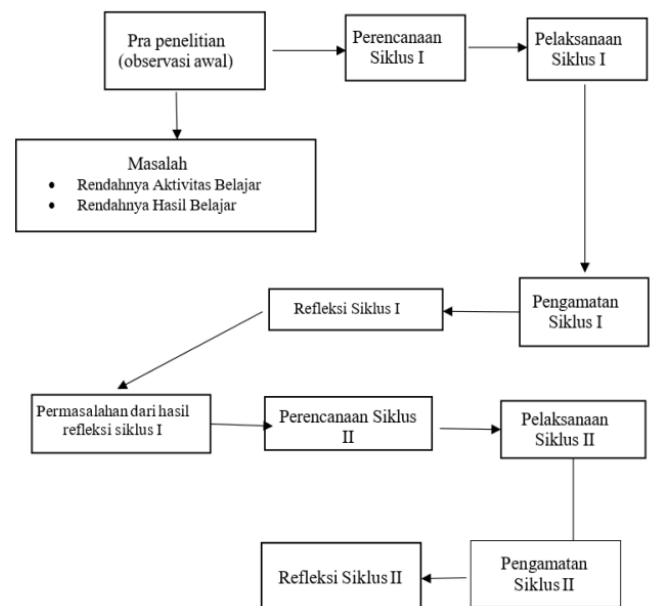 Pra penelitian
(observasi awal)
Perencanaan
Siklus I
Pelaksanaan
Siklus I
Masalah
• Rendahnya Aktivitas Belajar
• Rendahnya Hasil Belajar
Pengamatan
Siklus I
Refleksi Siklus I
Permasalahan dari hasil
refleksi siklus I
Perencanaan Siklus
II
Pelaksanaan
Siklus II
Pengamatan
Siklus II
Refleksi Siklus II